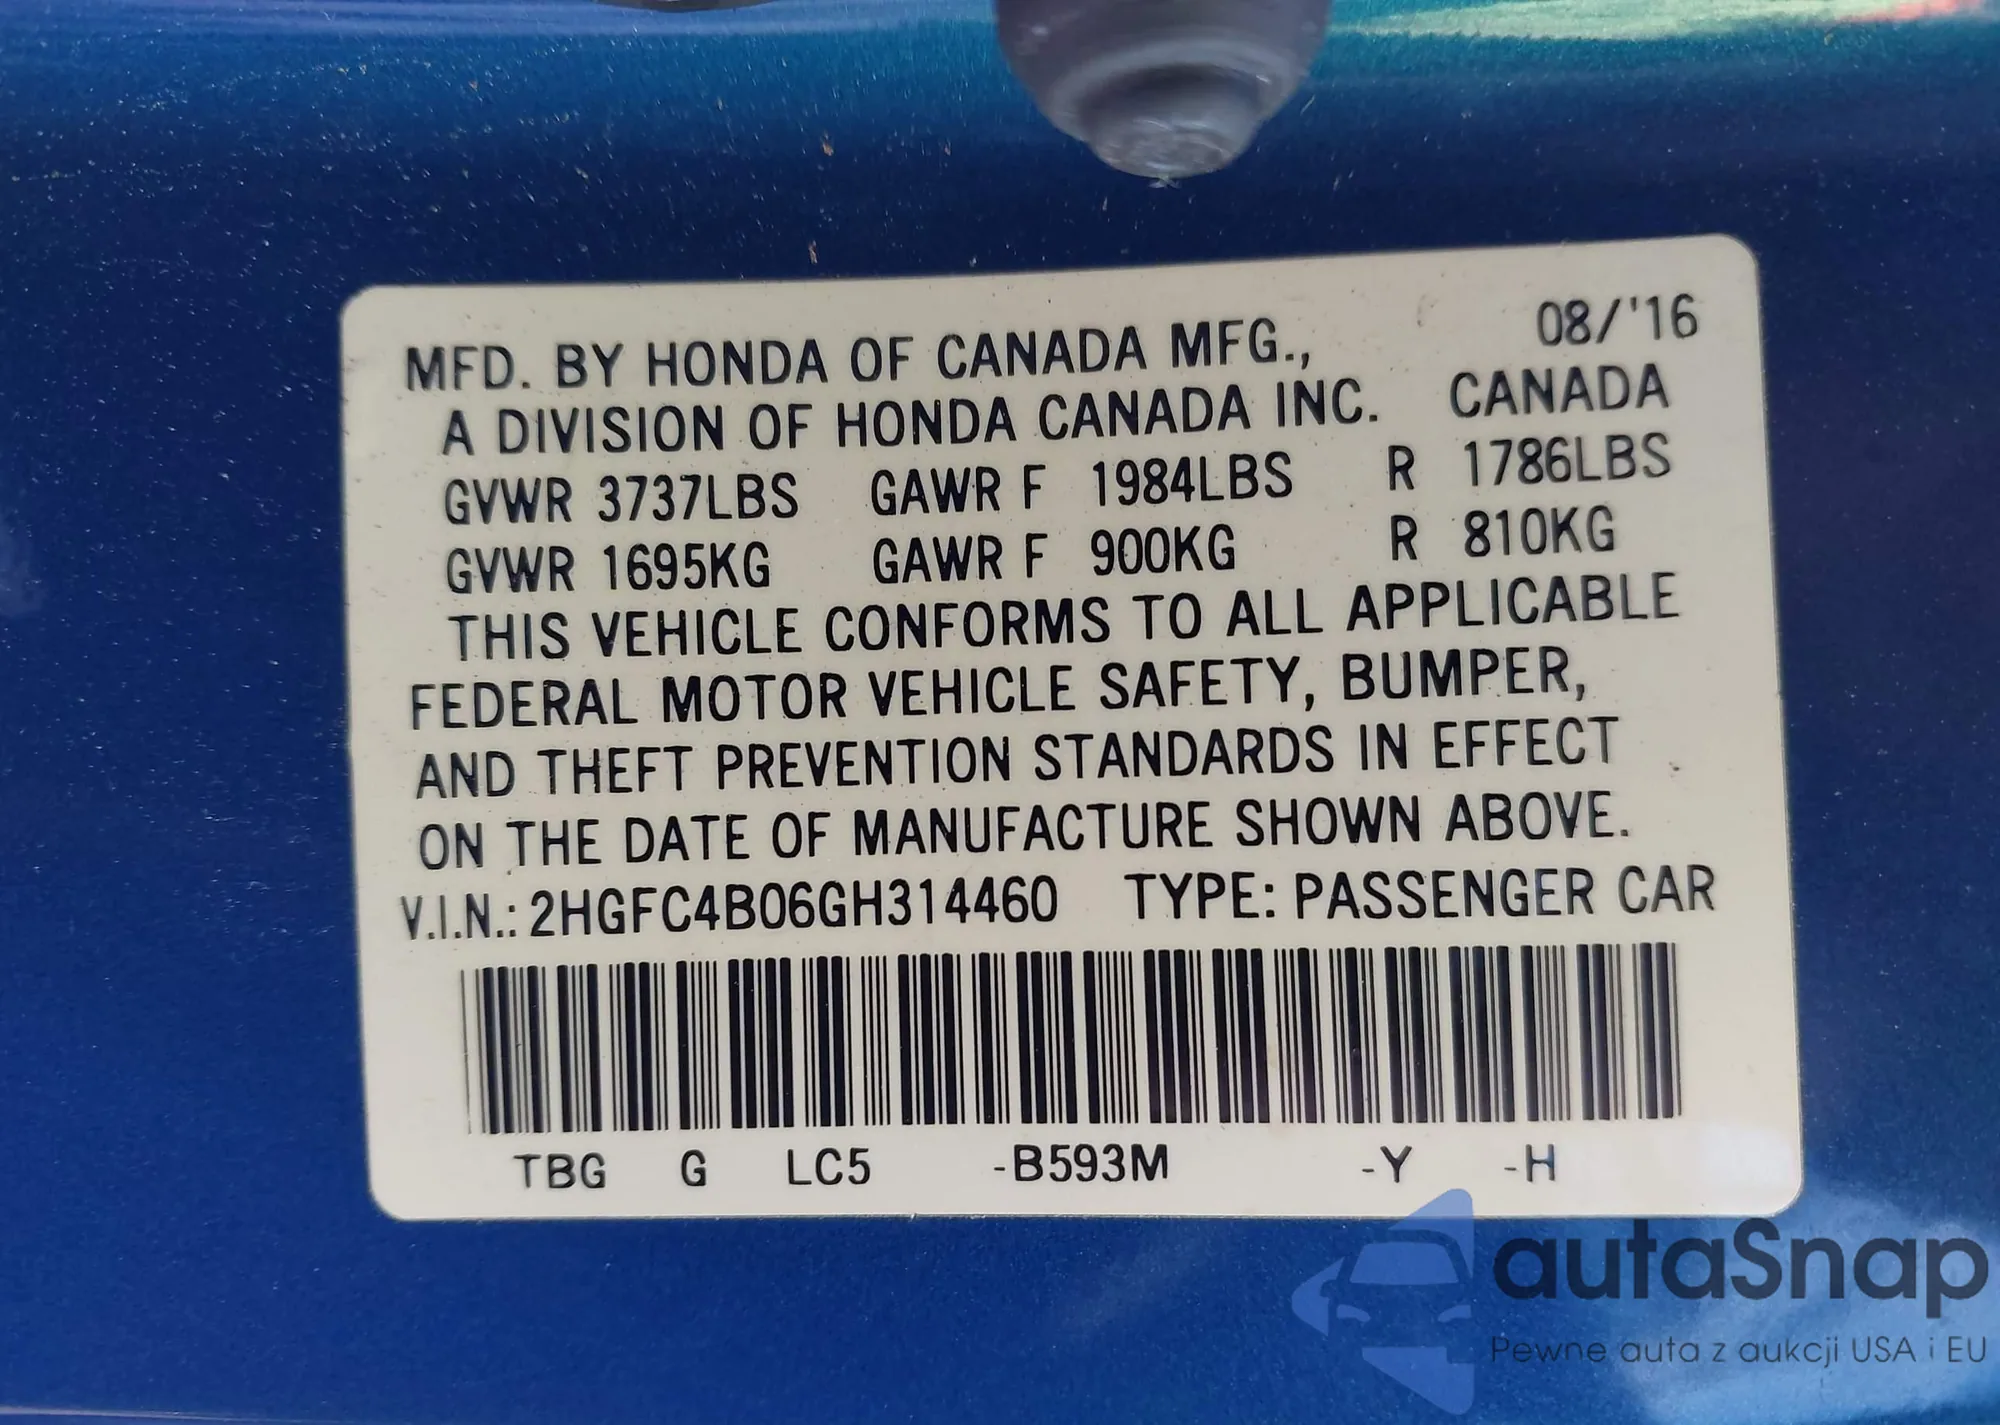 MFD. BY HONDA OF CANADA MFG., 08/'16
A DIVISION OF HONDA CANADA INC. CANADA
GVWR 3737LBS GAWR F 1984LBS R 1786LBS
GVWR 1695KG GAWR F 900KG R 810KG
THIS VEHICLE CONFORMS TO ALL APPLICABLE
FEDERAL MOTOR VEHICLE SAFETY, BUMPER,
AND THEFT PREVENTION STANDARDS IN EFFECT
ON THE DATE OF MANUFACTURE SHOWN ABOVE.
V.I.N.: 2HGFC4B06GH314460 TYPE: PASSENGER CAR
TBG G LC5 -B593M -Y -H
autaSnap
Pewne auta z aukcji USA i EU